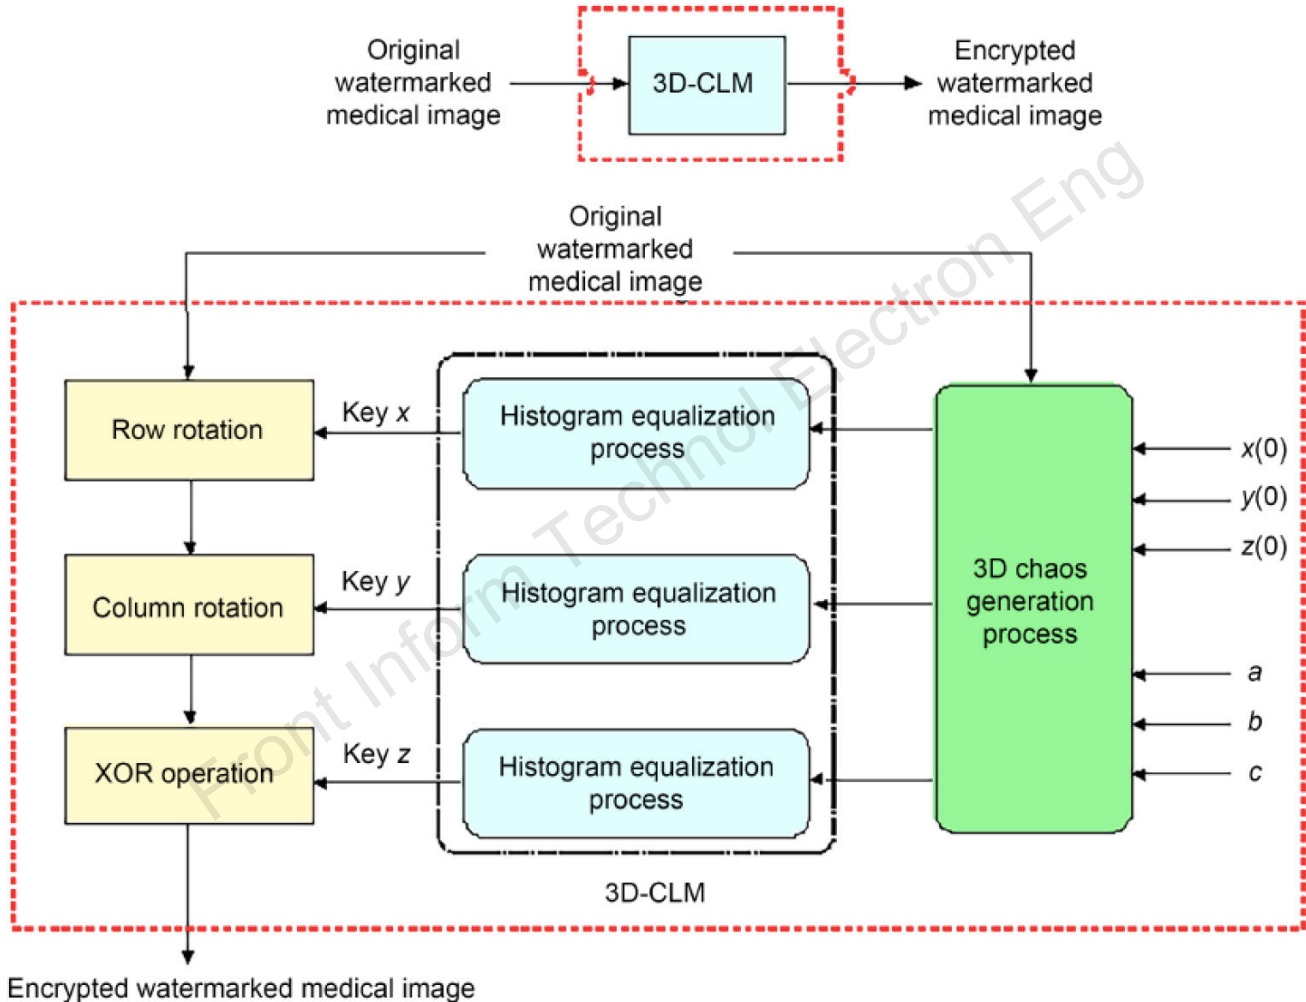 Original
watermarked
medical image
3D-CLM
Encrypted
watermarked
medical image
Original
watermarked
medical image
Row rotation
Key x
Histogram equalization
process
x(0)
y(0)
z(0)
Column rotation
Key y
Histogram equalization
process
3D chaos
generation
process
a
b
c
XOR operation
Key z
Histogram equalization
process
3D-CLM
Encrypted watermarked medical image
Front Inform Technol Electron Eng